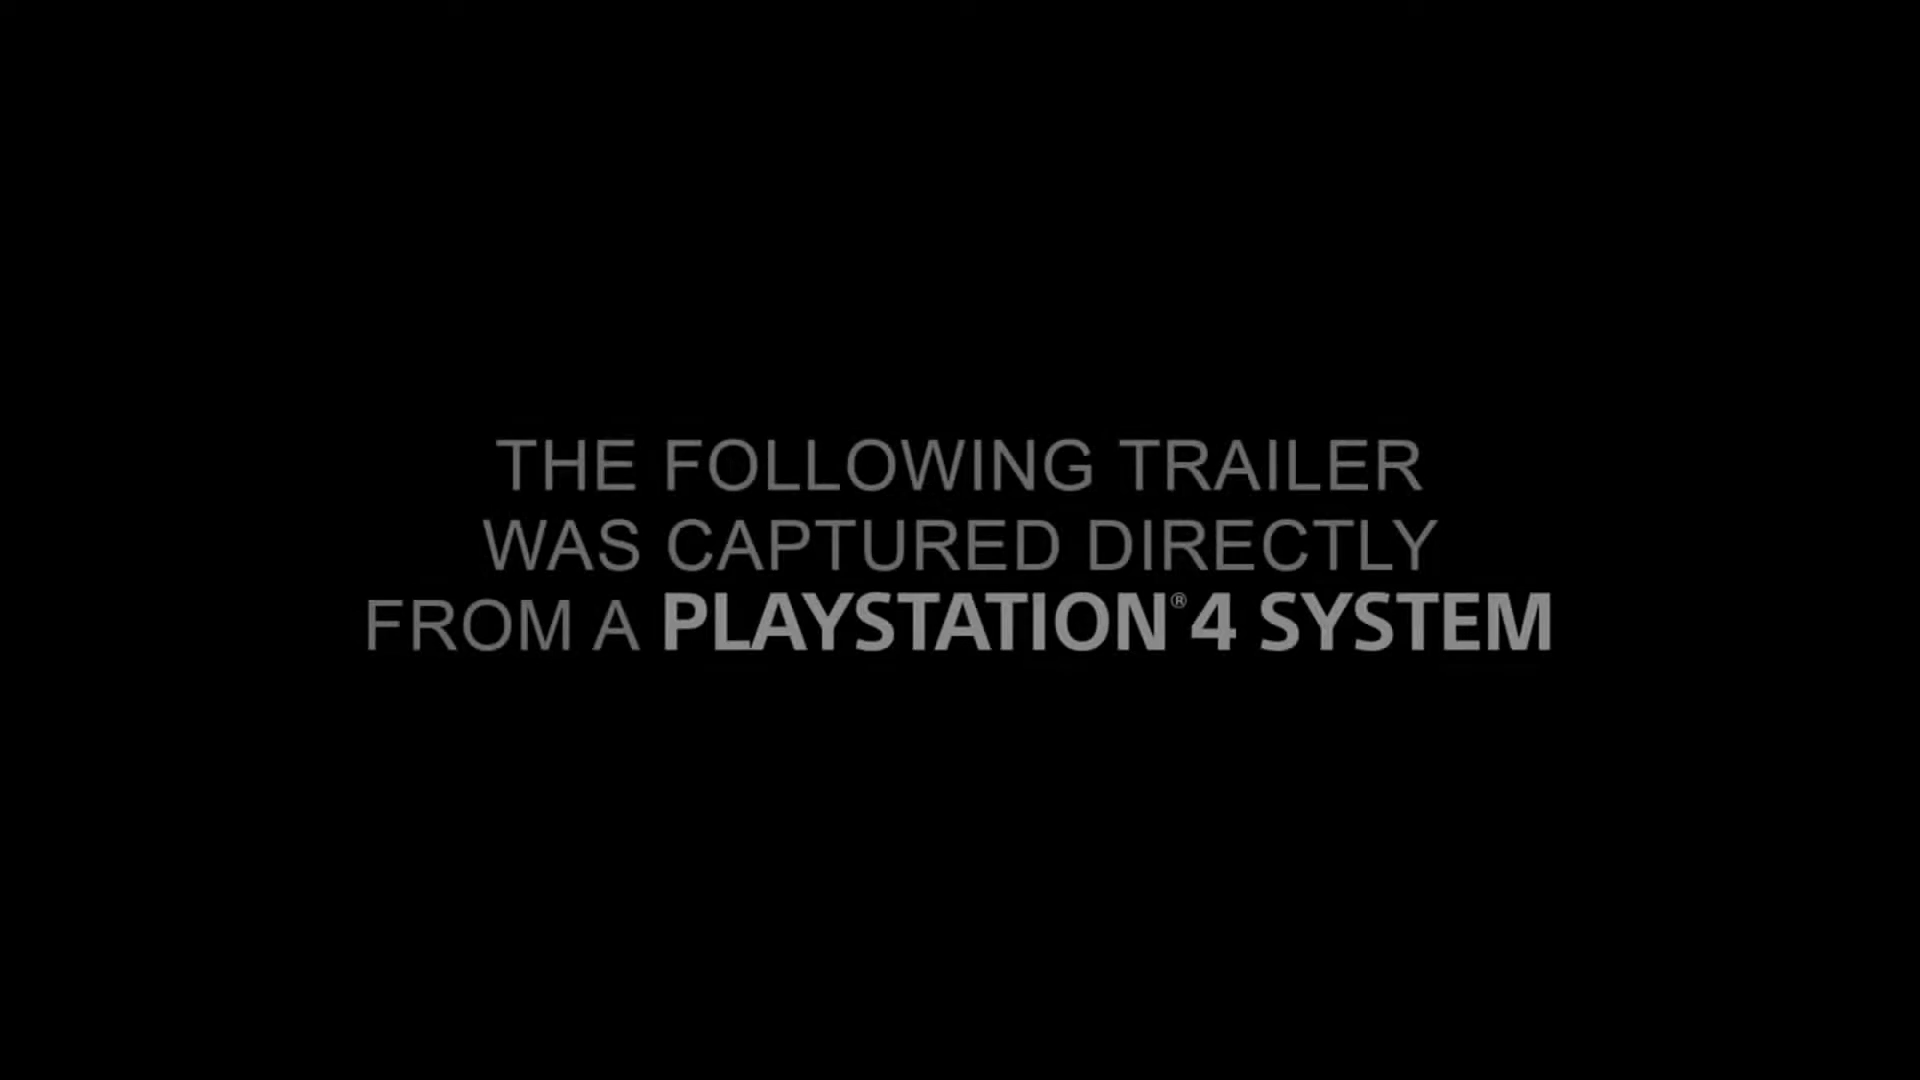 THE FOLLOWING TRAILER
WAS CAPTURED DIRECTLY
FROM A PLAYSTATION®4 SYSTEM